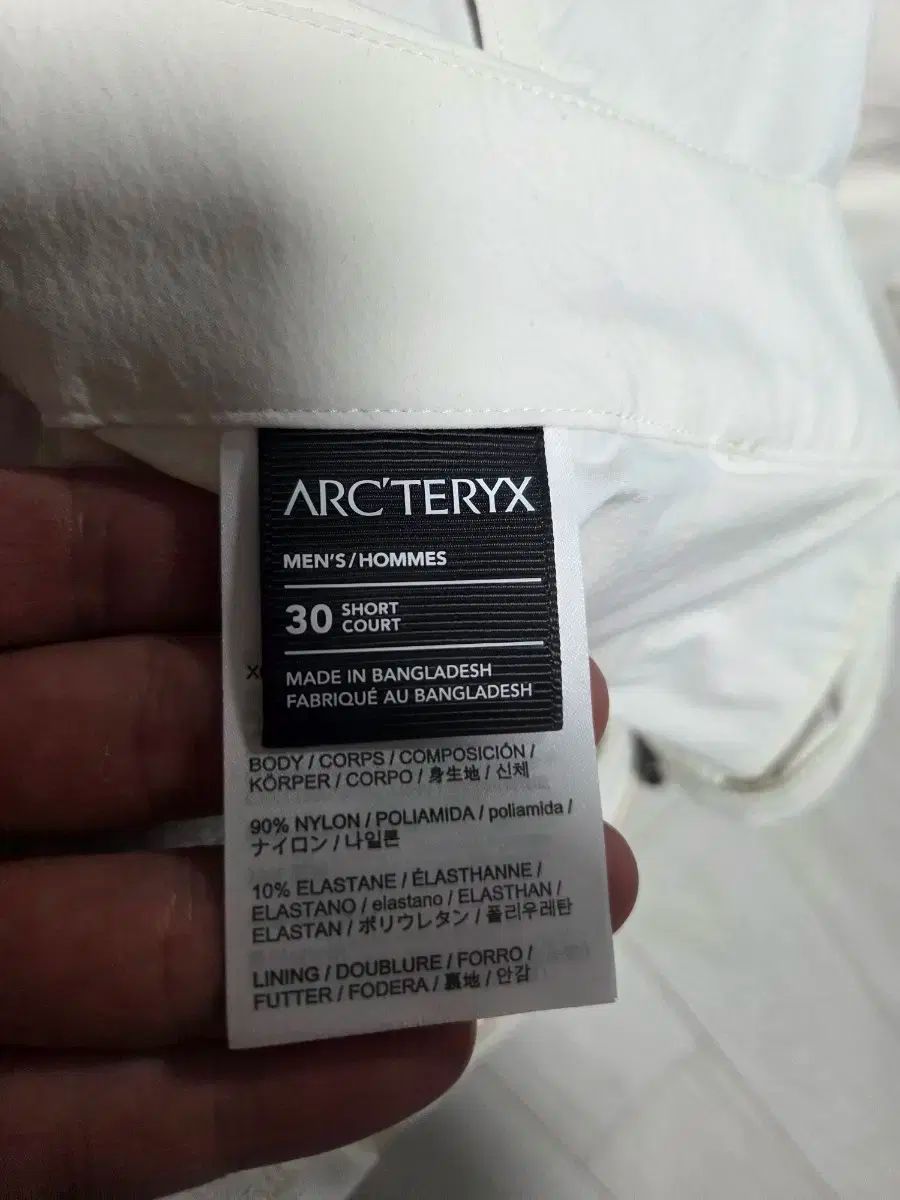 ARC'TERYX
MEN'S/HOMMES
30 SHORT
COURT
MADE IN BANGLADESH
FABRIQUÉ AU BANGLADESH
BODY / CORPS / COMPOSICIÓN /
KÖRPER / CORPO / 身生地 / 신체
90% NYLON / POLIAMIDA / poliamida /
ナイロン / 나일론
10% ELASTANE / ÉLASTHANNE /
ELASTANO / elastano / ELASTHAN /
ELASTAN / ポリウレタン / 폴리우레탄
LINING / DOUBLURE / FORRO /
FUTTER / FODERA / 裏地 / 안감